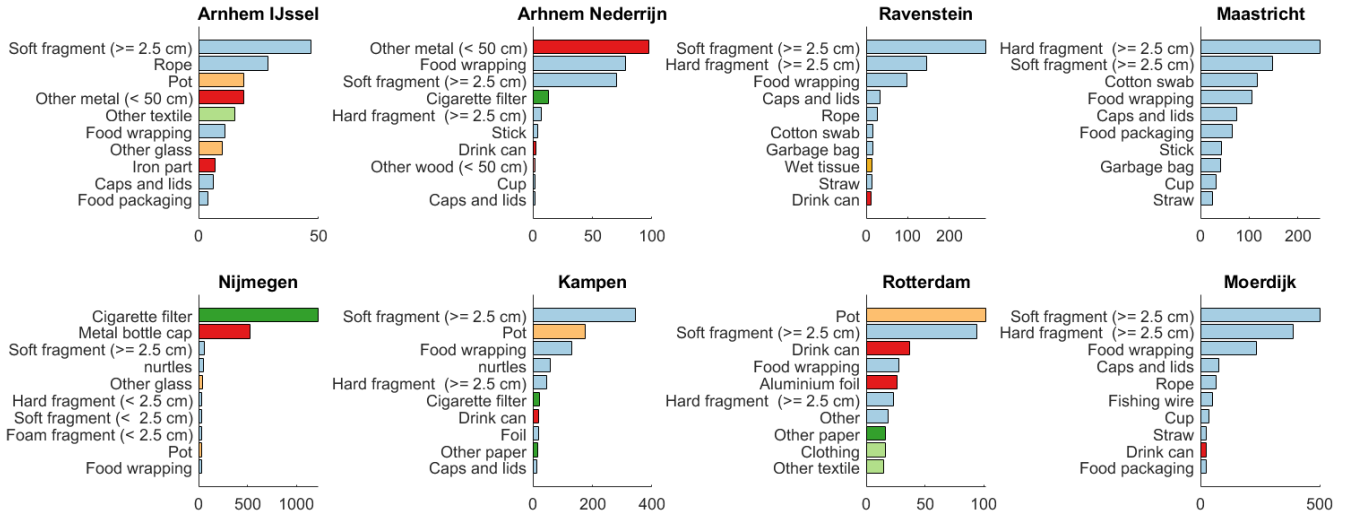 Arnhem IJssel
Soft fragment (>= 2.5 cm)
Rope
Pot
Other metal (< 50 cm)
Other textile
Food wrapping
Other glass
Iron part
Caps and lids
Food packaging
0 50
Arhnem Nederrijn
Other metal (< 50 cm)
Food wrapping
Soft fragment (>= 2.5 cm)
Cigarette filter
Hard fragment (>= 2.5 cm)
Stick
Drink can
Other wood (< 50 cm)
Cup
Caps and lids
0 50 100
Ravenstein
Soft fragment (>= 2.5 cm)
Hard fragment (>= 2.5 cm)
Food wrapping
Caps and lids
Rope
Cotton swab
Garbage bag
Wet tissue
Straw
Drink can
0 100 200
Maastricht
Hard fragment (>= 2.5 cm)
Soft fragment (>= 2.5 cm)
Cotton swab
Food wrapping
Caps and lids
Food packaging
Stick
Garbage bag
Cup
Straw
0 100 200
Nijmegen
Cigarette filter
Metal bottle cap
Soft fragment (>= 2.5 cm)
nurtles
Other glass
Hard fragment (< 2.5 cm)
Soft fragment (< 2.5 cm)
Foam fragment (< 2.5 cm)
Pot
Food wrapping
0 500 1000
Kampen
Soft fragment (>= 2.5 cm)
Pot
Food wrapping
nurtles
Hard fragment (>= 2.5 cm)
Cigarette filter
Drink can
Foil
Other paper
Caps and lids
0 200 400
Rotterdam
Pot
Soft fragment (>= 2.5 cm)
Drink can
Food wrapping
Aluminium foil
Hard fragment (>= 2.5 cm)
Other
Other paper
Clothing
Other textile
0 50 100
Moerdijk
Soft fragment (>= 2.5 cm)
Hard fragment (>= 2.5 cm)
Food wrapping
Caps and lids
Rope
Fishing wire
Cup
Straw
Drink can
Food packaging
0 500